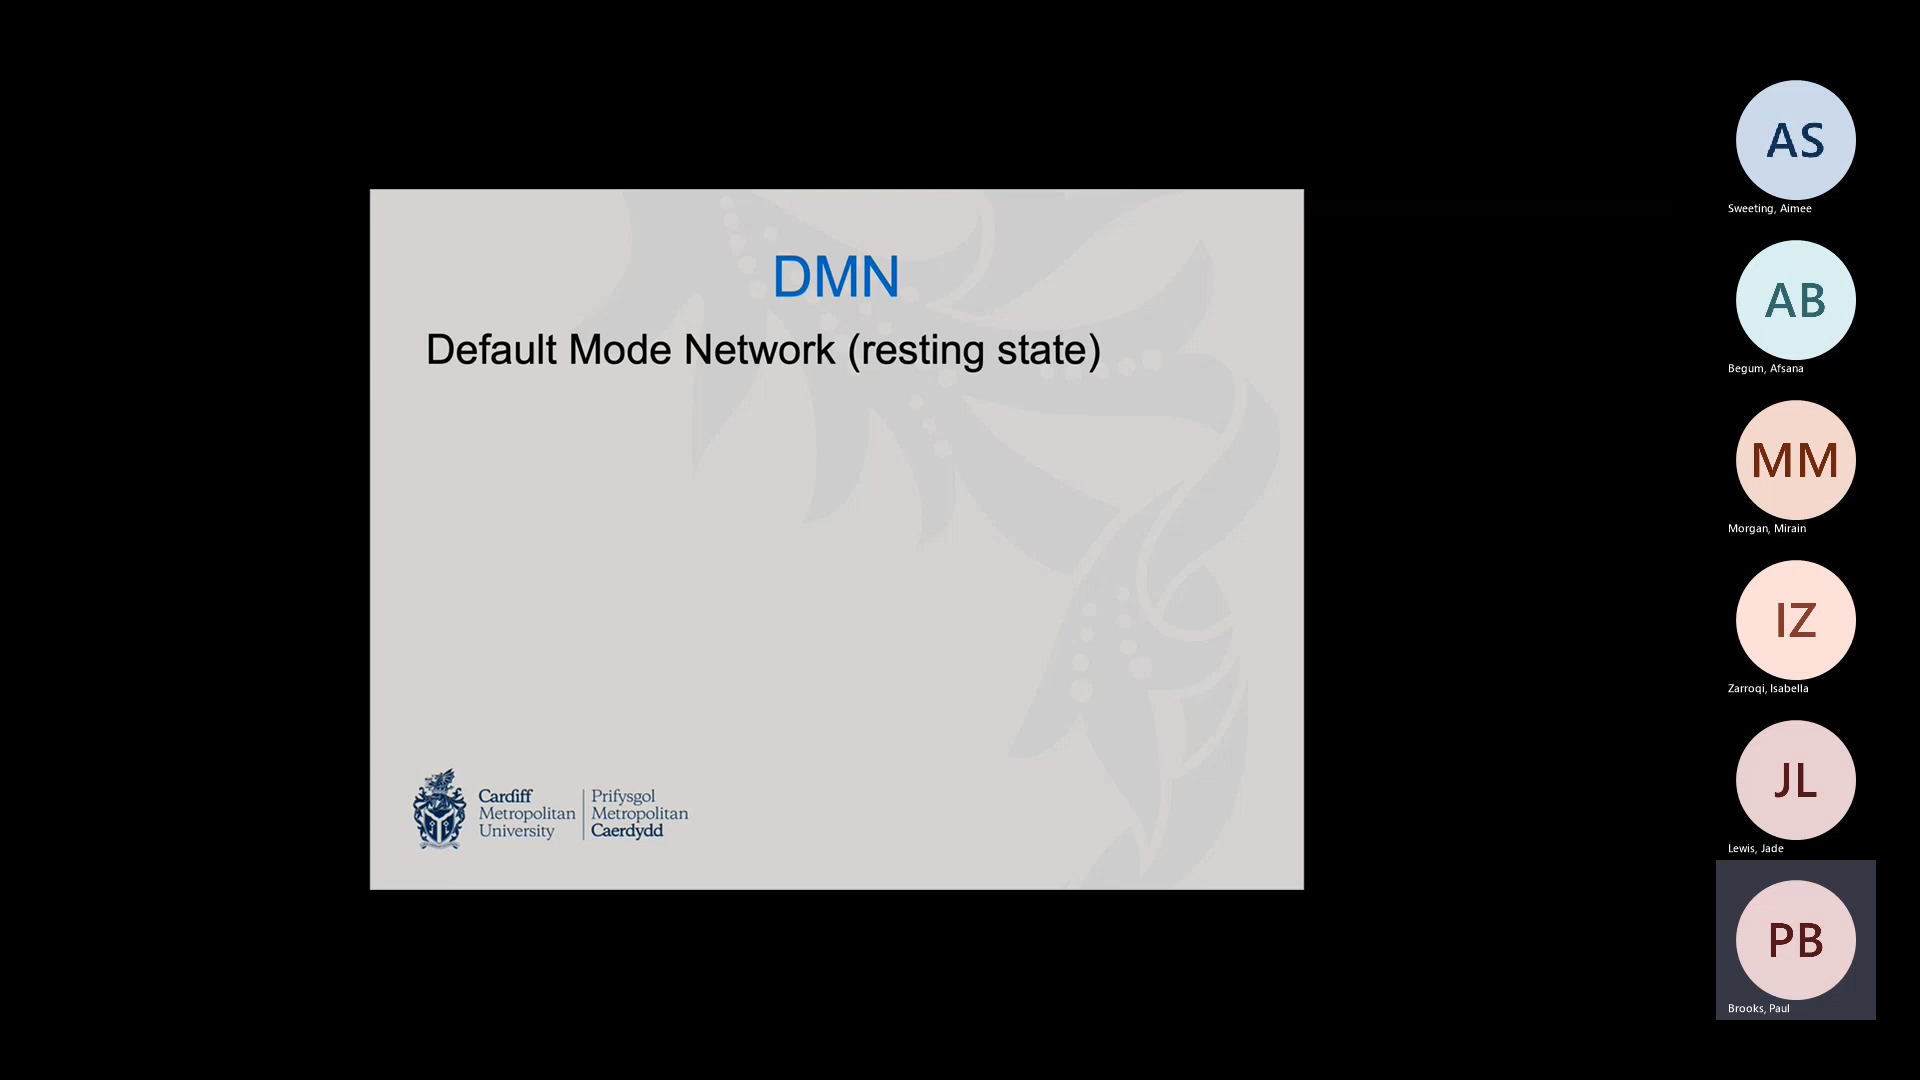 DMN
Default Mode Network (resting state)
Cardiff
Metropolitan
University
Prifysgol
Metropolitan
Caerdydd
AS
Sweeting, Aimee
AB
Begum, Afsana
MM
Morgan, Mirain
IZ
Zarroqi, Isabella
JL
Lewis, Jade
PB
Brooks, Paul